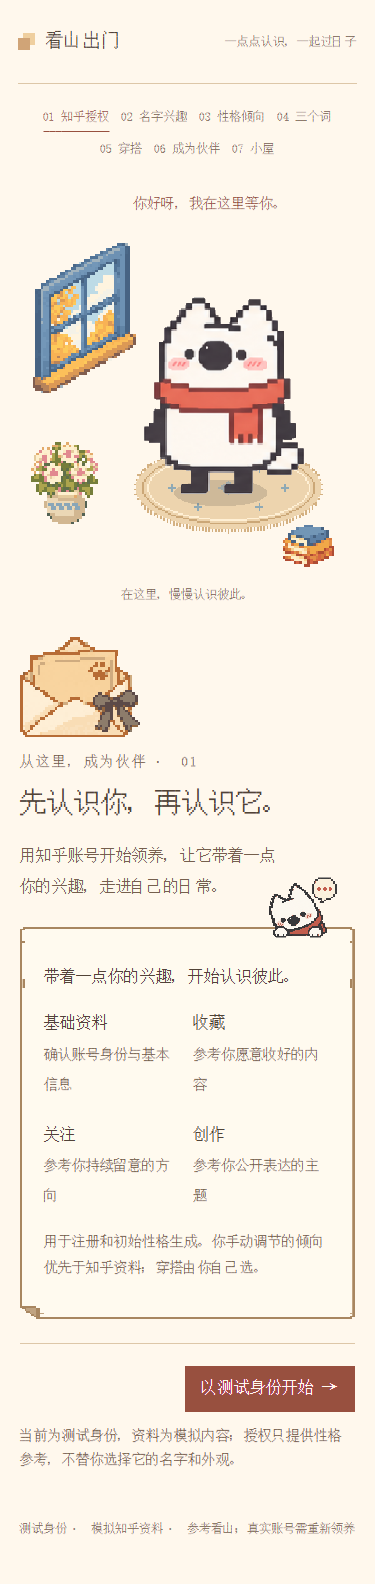 看山出门
一点点认识，一起过日子
01 知乎授权 02 名字兴趣 03 性格倾向 04 三个词
05 穿搭 06 成为伙伴 07 小屋
你好呀，我在这里等你。
在这里，慢慢认识彼此。
从这里，成为伙伴 · 01
先认识你，再认识它。
用知乎账号开始领养，让它带着一点
你的兴趣，走进自己的日常。
带着一点你的兴趣，开始认识彼此。
基础资料
确认账号身份与基本
信息
收藏
参考你愿意收好的内
容
关注
参考你持续留意的方
向
创作
参考你公开表达的主
题
用于注册和初始性格生成。你手动调节的倾向
优先于知乎资料；穿搭由你自己选。
以测试身份开始 →
当前为测试身份，资料为模拟内容；授权只提供性格
参考，不替你选择它的名字和外观。
测试身份 · 模拟知乎资料 · 参考看山；真实账号需重新领养